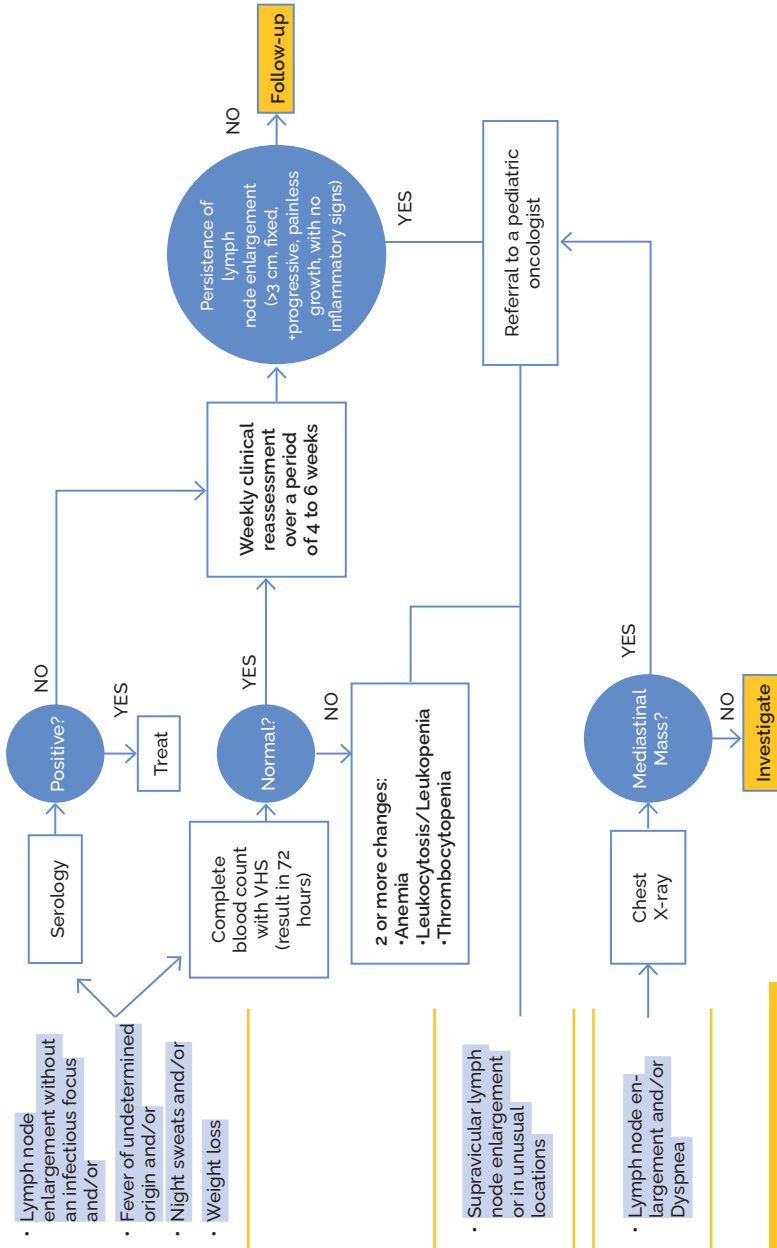 • Lymph node
enlargement without
an infectious focus
and/or
• Fever of undetermined
origin and/or
• Night sweats and/or
• Weight loss
Serology
Positive?
NO
YES
Treat
Complete
blood count
with VHS
(result in 72
hours)
Normal?
YES
NO
2 or more changes:
•Anemia
•Leukocytosis/Leukopenia
•Thrombocytopenia
Weekly clinical
reassessment
over a period
of 4 to 6 weeks
Persistence of
lymph
node enlargement
(>3 cm, fixed,
+progressive, painless
growth, with no
inflammatory signs)
NO
Follow-up
YES
Referral to a pediatric
oncologist
• Supravicular lymph
node enlargement
or in unusual
locations
• Lymph node en-
largement and/or
Dyspnea
Chest
X-ray
Mediastinal
Mass?
YES
NO
Investigate